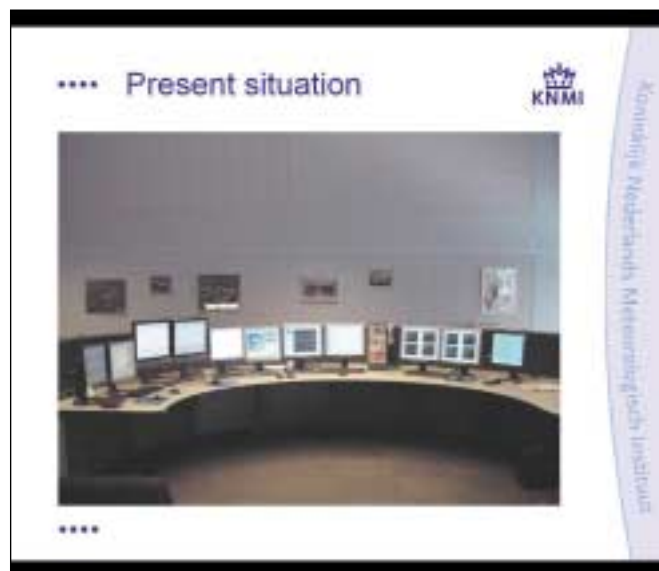 Present situation
KNMI
Koninklijk Nederlands Meteorologisch Instituut